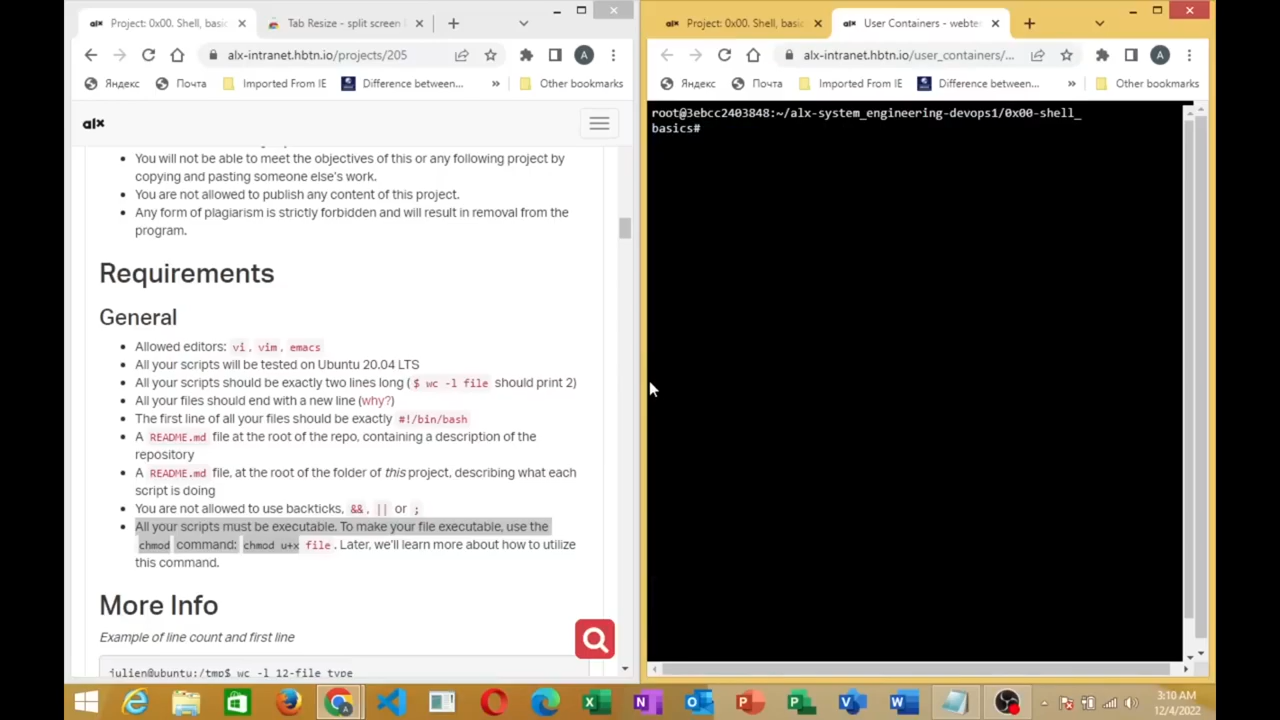 Project: 0x00. Shell, basic
Tab Resize - split screen
alx-intranet.hbtn.io/projects/205
A
Яндекс
Почта
Imported From IE
Difference between...
»
Other bookmarks
alx
You will not be able to meet the objectives of this or any following project by
copying and pasting someone else's work.
You are not allowed to publish any content of this project.
Any form of plagiarism is strictly forbidden and will result in removal from the
program.
Requirements
General
Allowed editors: vi, vim, emacs
All your scripts will be tested on Ubuntu 20.04 LTS
All your scripts should be exactly two lines long ($ wc -l file should print 2)
All your files should end with a new line (why?)
The first line of all your files should be exactly #!/bin/bash
A README.md file at the root of the repo, containing a description of the
repository
A README.md file, at the root of the folder of this project, describing what each
script is doing
You are not allowed to use backticks, &&, || or ;
All your scripts must be executable. To make your file executable, use the
chmod command: chmod u+x file. Later, we'll learn more about how to utilize
this command.
More Info
Example of line count and first line
julien@ubuntu:/tmp$ wc -l 12-file_type
Project: 0x00. Shell, basic
User Containers - webter
alx-intranet.hbtn.io/user_containers/...
A
Яндекс
Почта
Imported From IE
Difference between...
»
Other bookmarks
root@3ebcc2403848:~/alx-system_engineering-devops1/0x00-shell_
basics#
3:10 AM
12/4/2022